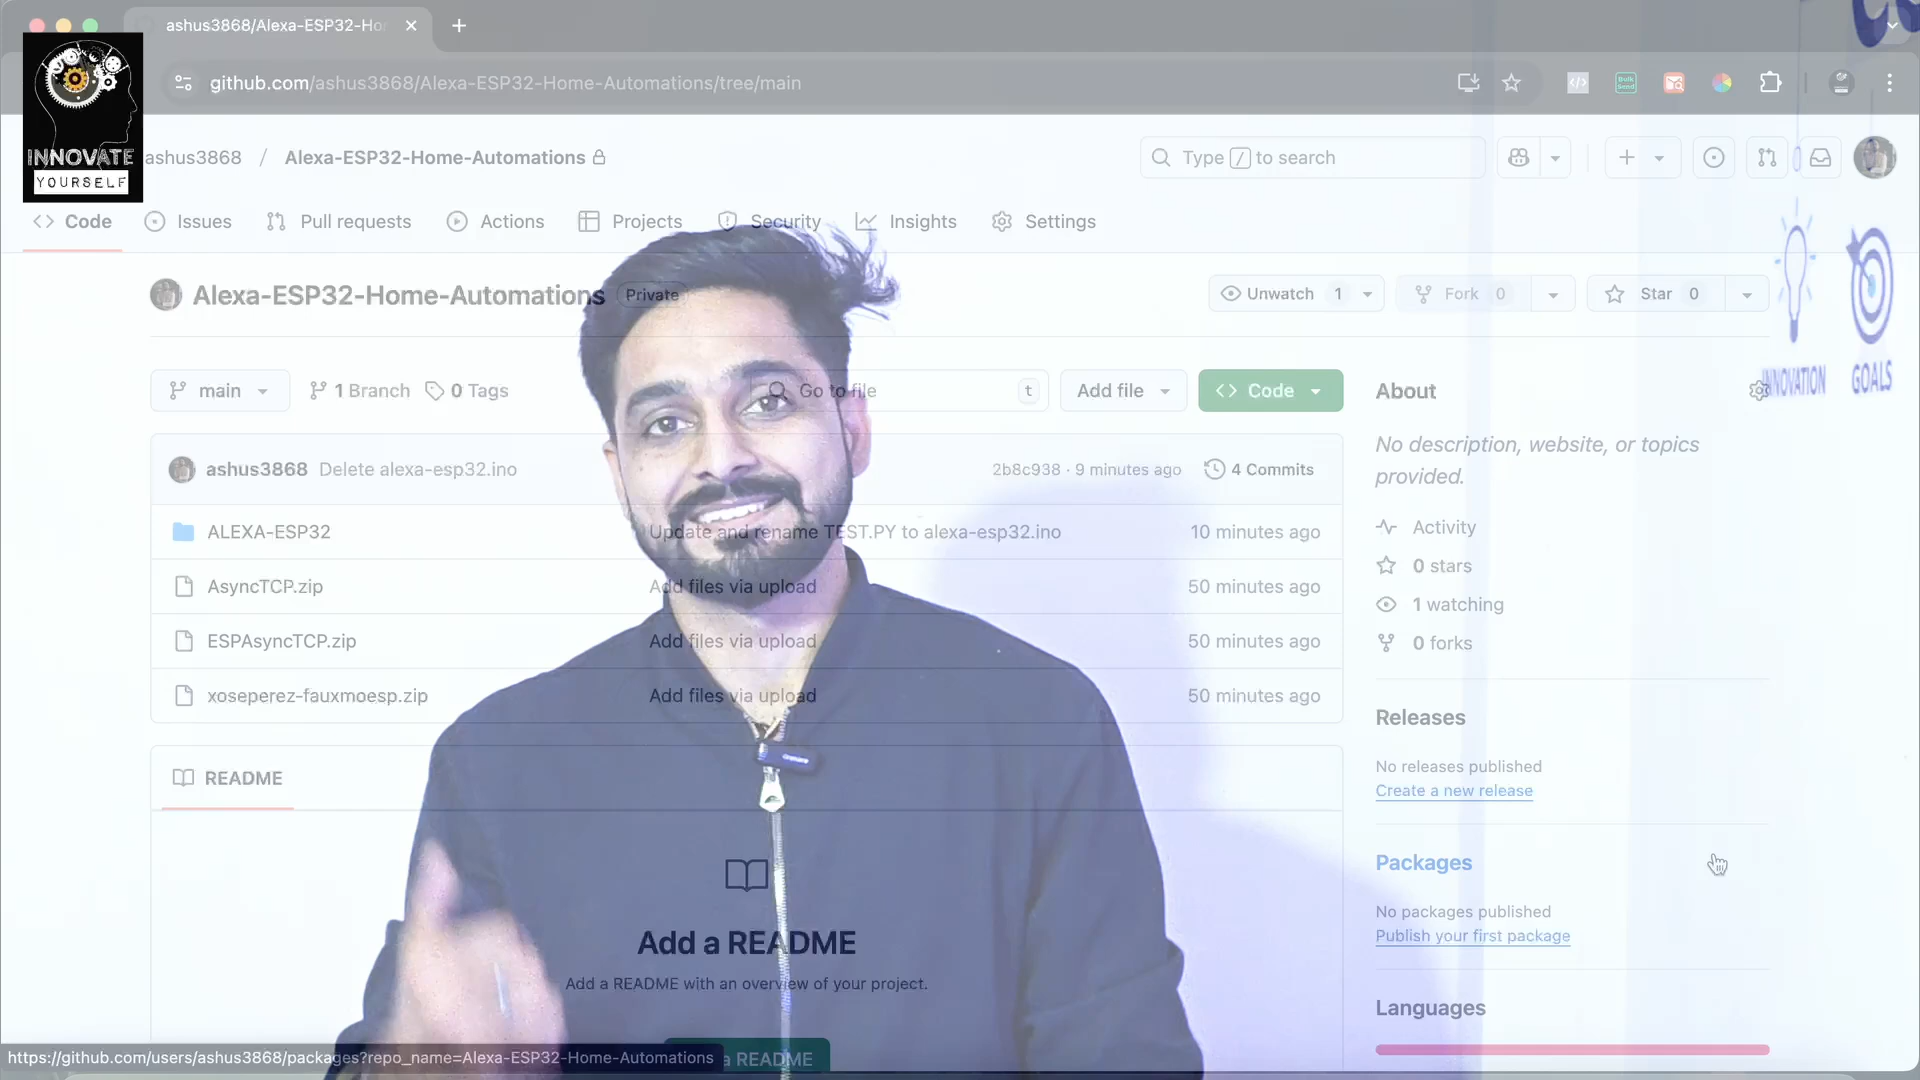 ashus3868/Alexa-ESP32-Ho
github.com/ashus3868/Alexa-ESP32-Home-Automations/tree/main
INNOVATE
YOURSELF
ashus3868 / Alexa-ESP32-Home-Automations
Type / to search
Code
Issues
Pull requests
Actions
Projects
Security
Insights
Settings
Alexa-ESP32-Home-Automations
Private
Unwatch 1
Fork 0
Star 0
INNOVATION
GOALS
main
1 Branch
0 Tags
Go to file
t
Add file
Code
About
No description, website, or topics
provided.
ashus3868 Delete alexa-esp32.ino
2b8c938 · 9 minutes ago
4 Commits
ALEXA-ESP32
Update and rename TEST.PY to alexa-esp32.ino
10 minutes ago
AsyncTCP.zip
Add files via upload
50 minutes ago
ESPAsyncTCP.zip
Add files via upload
50 minutes ago
xoseperez-fauxmoesp.zip
Add files via upload
50 minutes ago
Activity
0 stars
1 watching
0 forks
Releases
No releases published
Create a new release
README
Packages
No packages published
Publish your first package
Add a README
Add a README with an overview of your project.
Languages
a README
https://github.com/users/ashus3868/packages?repo_name=Alexa-ESP32-Home-Automations